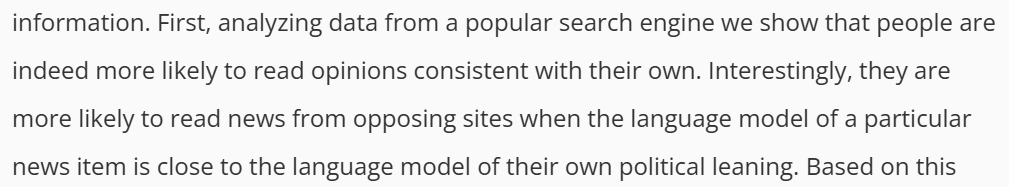 information. First, analyzing data from a popular search engine we show that people are
indeed more likely to read opinions consistent with their own. Interestingly, they are
more likely to read news from opposing sites when the language model of a particular
news item is close to the language model of their own political leaning. Based on this